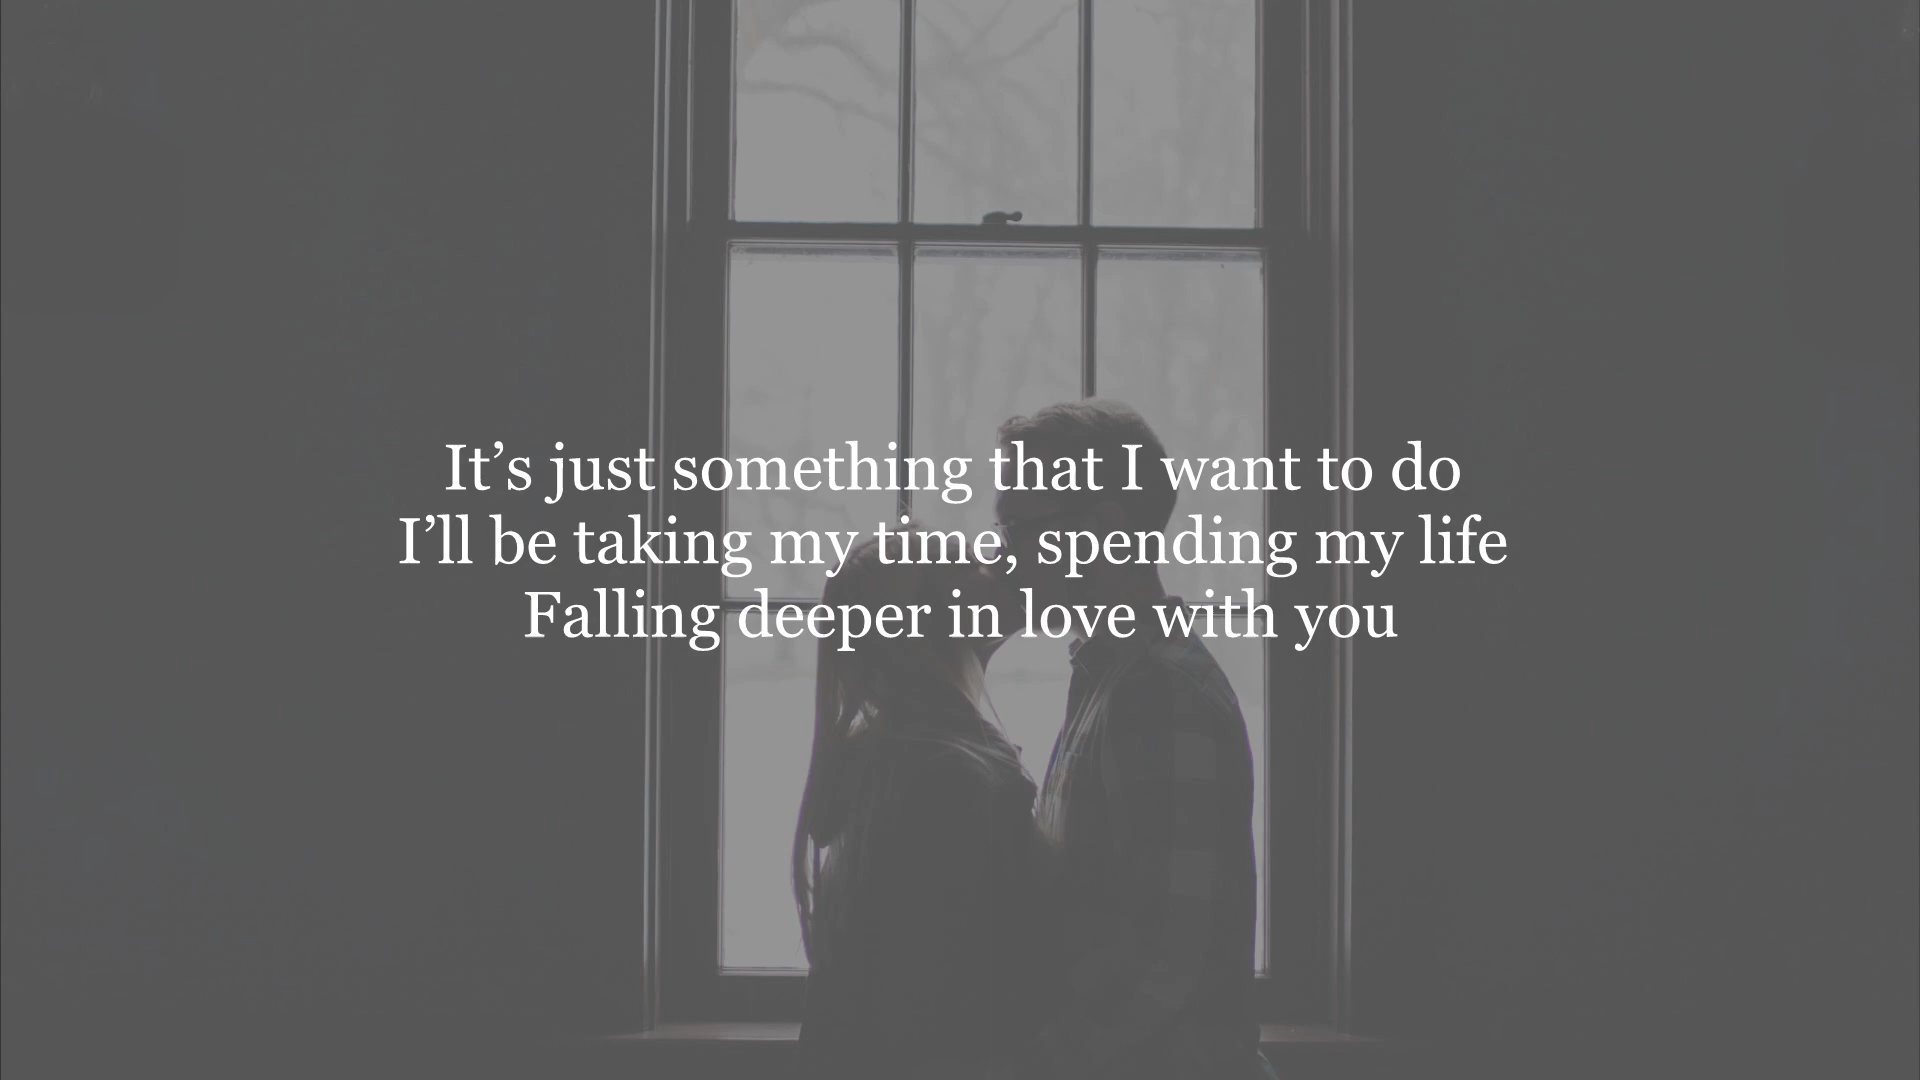 It’s just something that I want to do
I’ll be taking my time, spending my life
Falling deeper in love with you